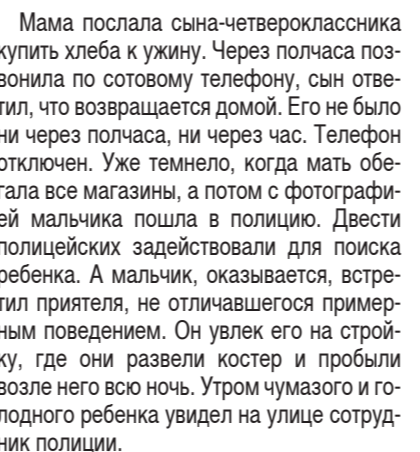 Мама послала сына-четвероклассника
купить хлеба к ужину. Через полчаса поз-
вонила по сотовому телефону, сын отве-
тил, что возвращается домой. Его не было
ни через полчаса, ни через час. Телефон
отключен. Уже темнело, когда мать обе-
гала все магазины, а потом с фотографи-
ей мальчика пошла в полицию. Двести
полицейских задействовали для поиска
ребенка. А мальчик, оказывается, встре-
тил приятеля, не отличавшегося пример-
ным поведением. Он увлек его на строй-
ку, где они развели костер и пробыли
возле него всю ночь. Утром чумазого и го-
лодного ребенка увидел на улице сотруд-
ник полиции.